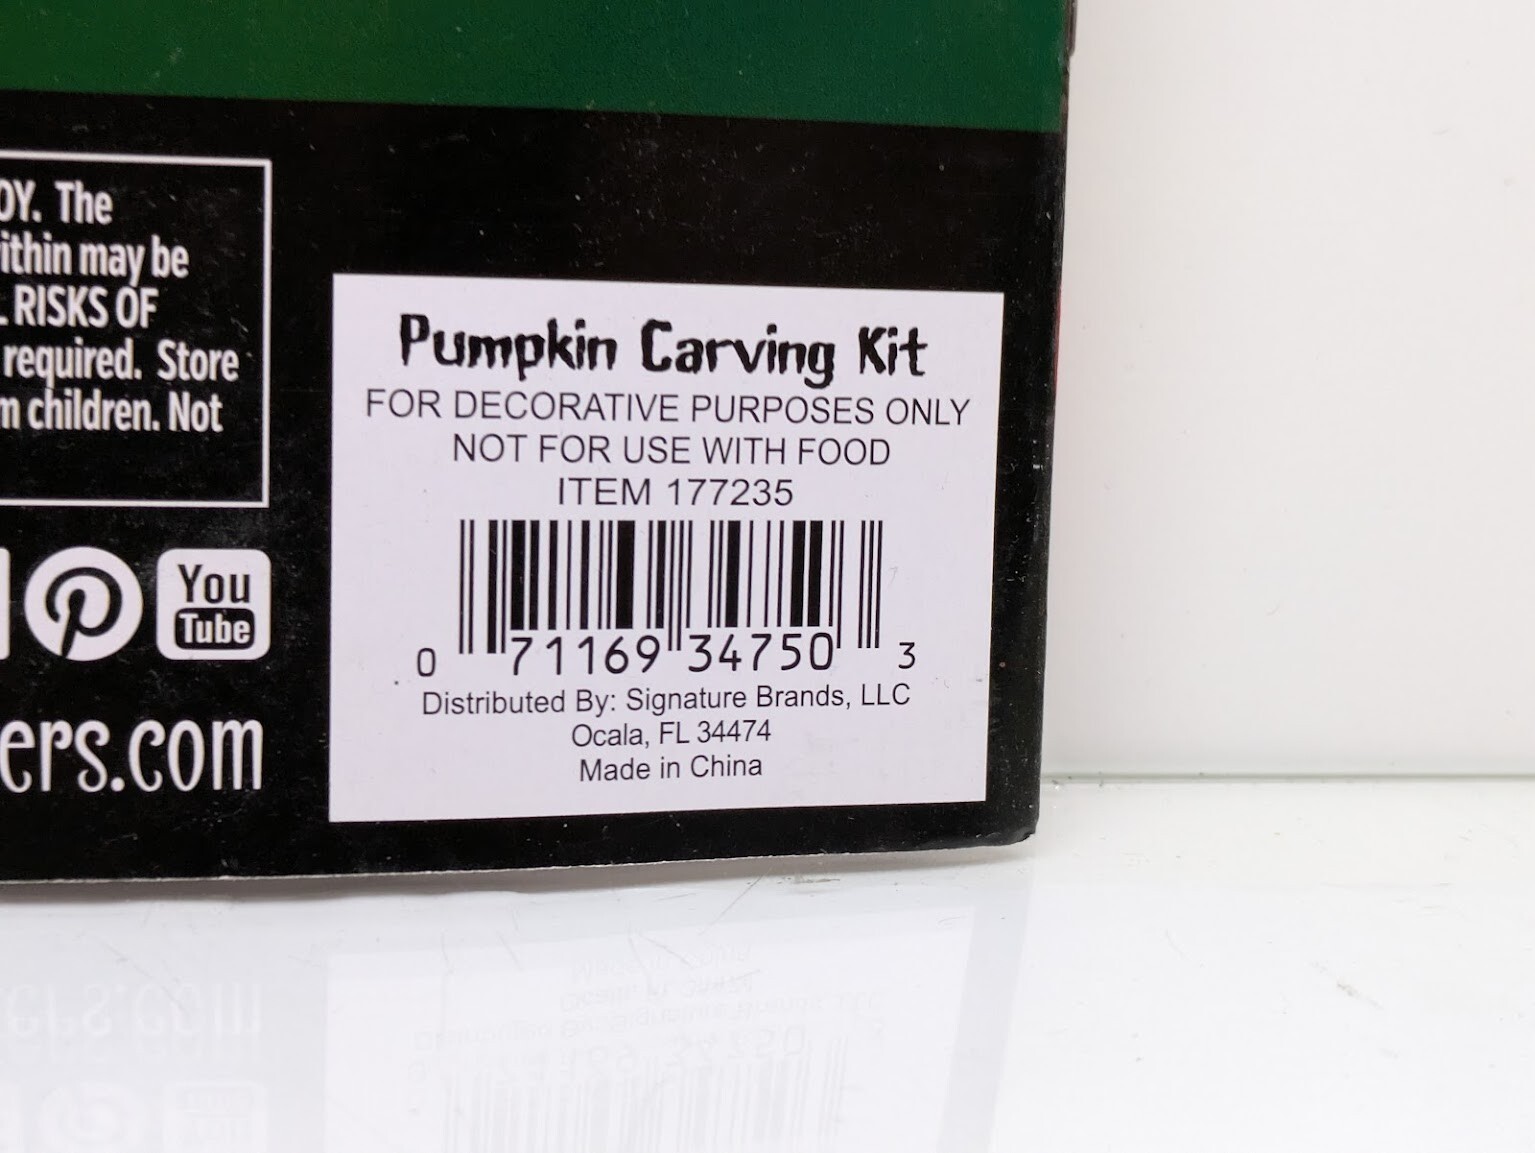 OY. The
ithin may be
RISKS OF
required. Store
m children. Not
You
Tube
ers.com
Pumpkin Carving Kit
FOR DECORATIVE PURPOSES ONLY
NOT FOR USE WITH FOOD
ITEM 177235
0 71169 34750 3
Distributed By: Signature Brands, LLC
Ocala, FL 34474
Made in China